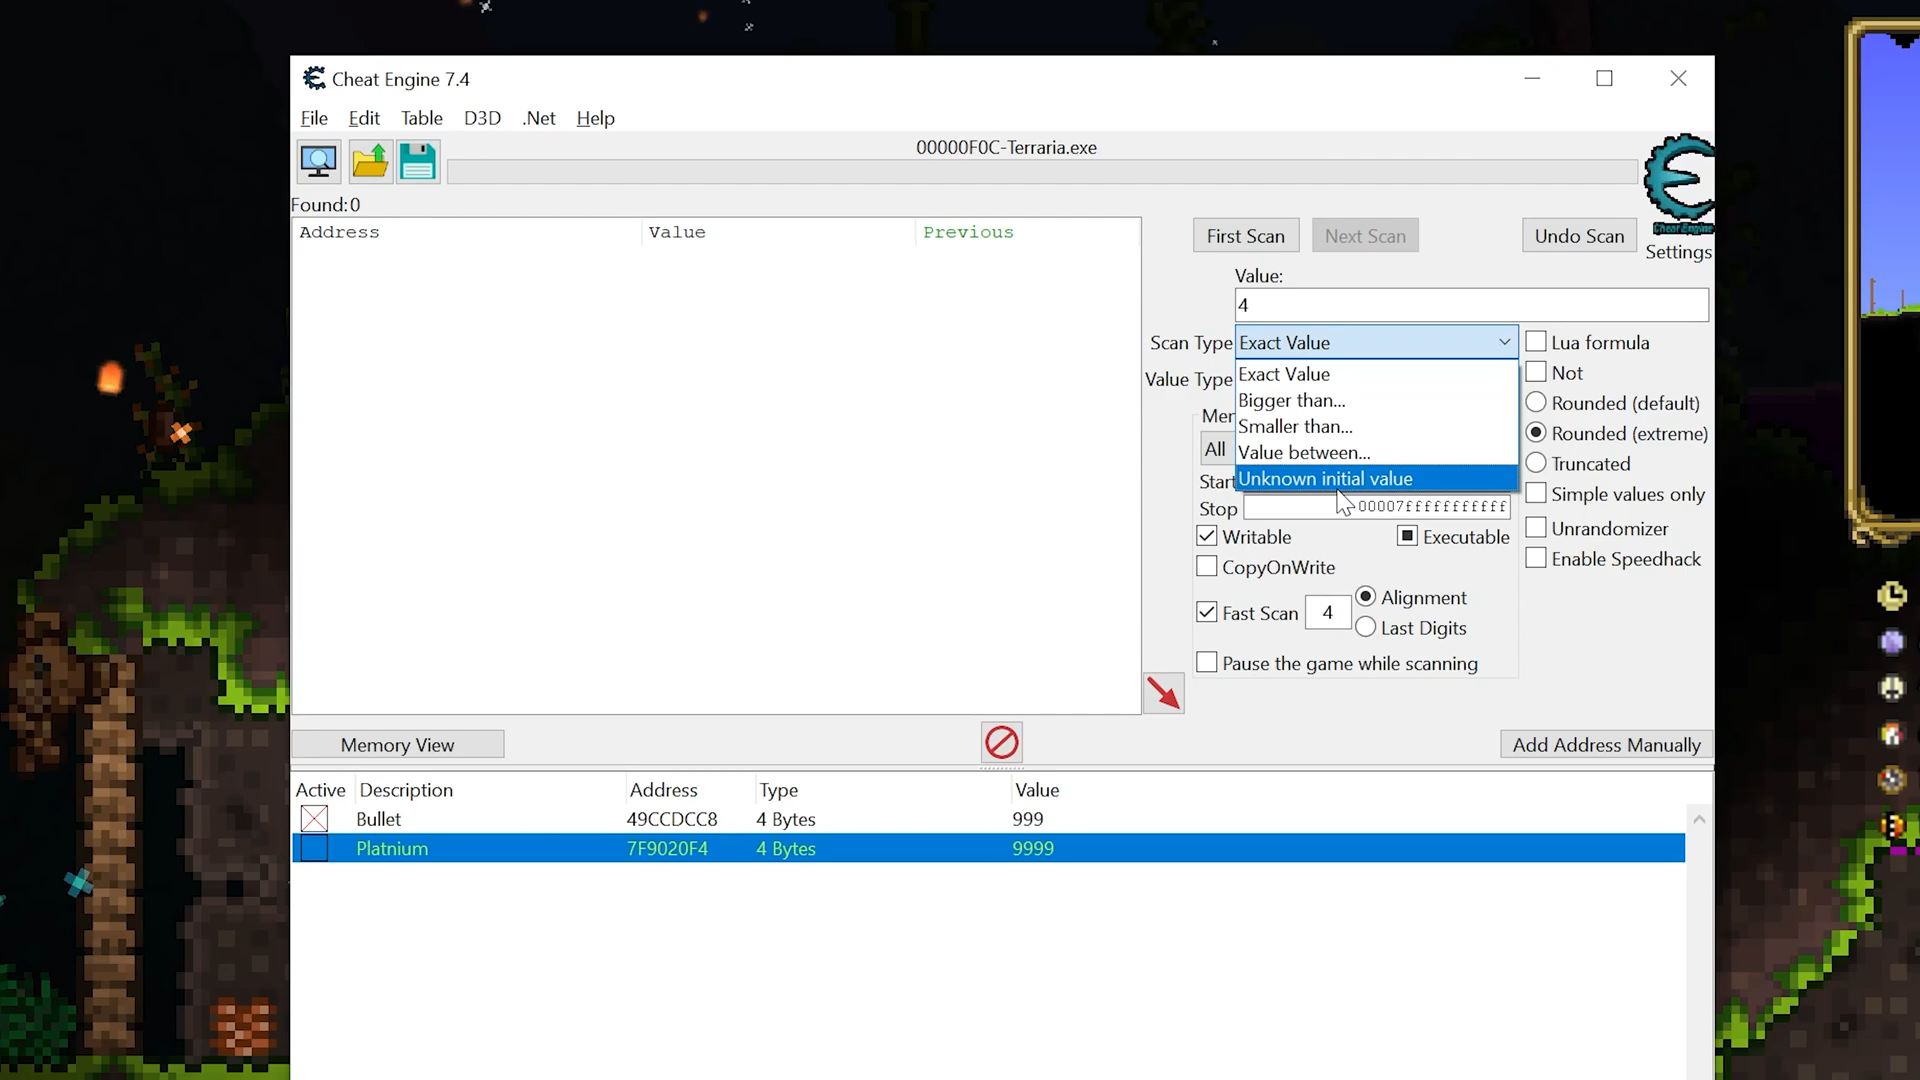 Cheat Engine 7.4
File Edit Table D3D .Net Help
00000F0C-Terraria.exe
Found:0
Address Value Previous
First Scan Next Scan Undo Scan
Cheat Engine
Settings
Value:
4
Scan Type Exact Value
Lua formula
Value Type
Exact Value
Not
Bigger than...
Rounded (default)
Smaller than...
Rounded (extreme)
All
Value between...
Truncated
Unknown initial value
Simple values only
Stop 00007fffffffffff
Writable Executable
Unrandomizer
CopyOnWrite
Enable Speedhack
Fast Scan 4 Alignment
Last Digits
Pause the game while scanning
Memory View Add Address Manually
Active Description Address Type Value
Bullet 49CCDCC8 4 Bytes 999
Platnium 7F9020F4 4 Bytes 9999